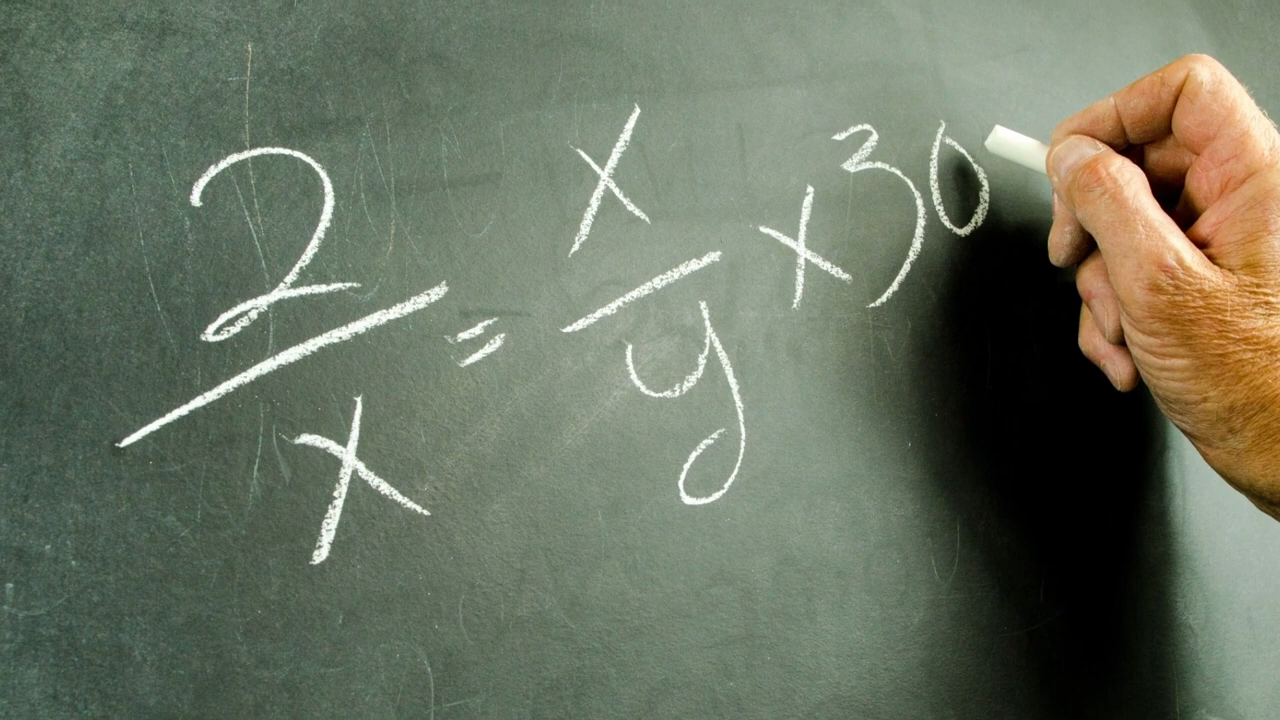 2/x = x/y x 30